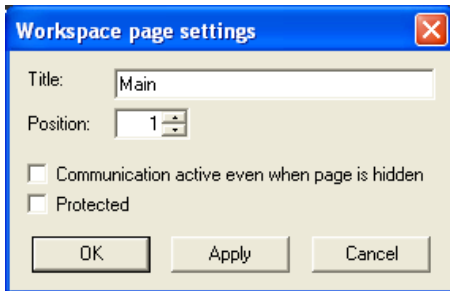 Workspace page settings
Title: Main
Position: 1
Communication active even when page is hidden
Protected
OK Apply Cancel